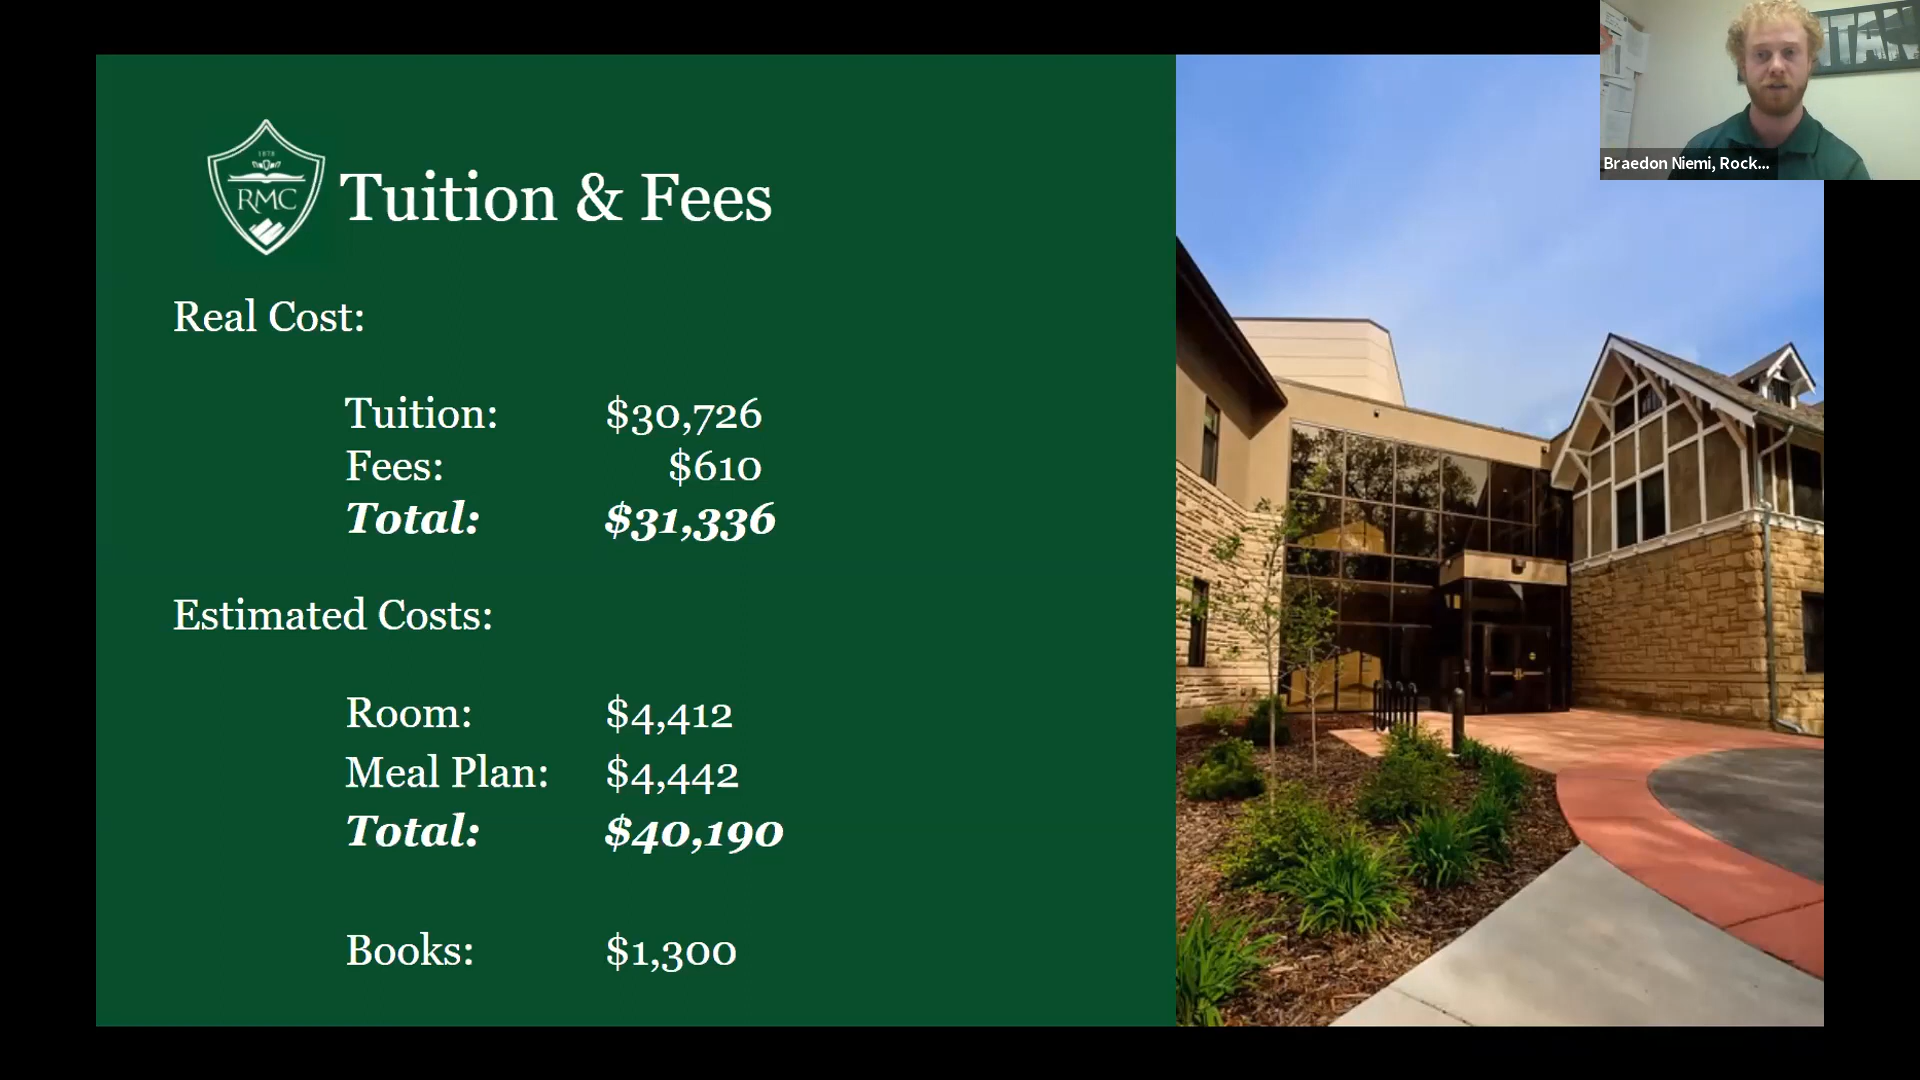 1878
RMC
Tuition & Fees
Real Cost:
Tuition: $30,726
Fees: $610
Total: $31,336
Estimated Costs:
Room: $4,412
Meal Plan: $4,442
Total: $40,190
Books: $1,300
Braedon Niemi, Rock...